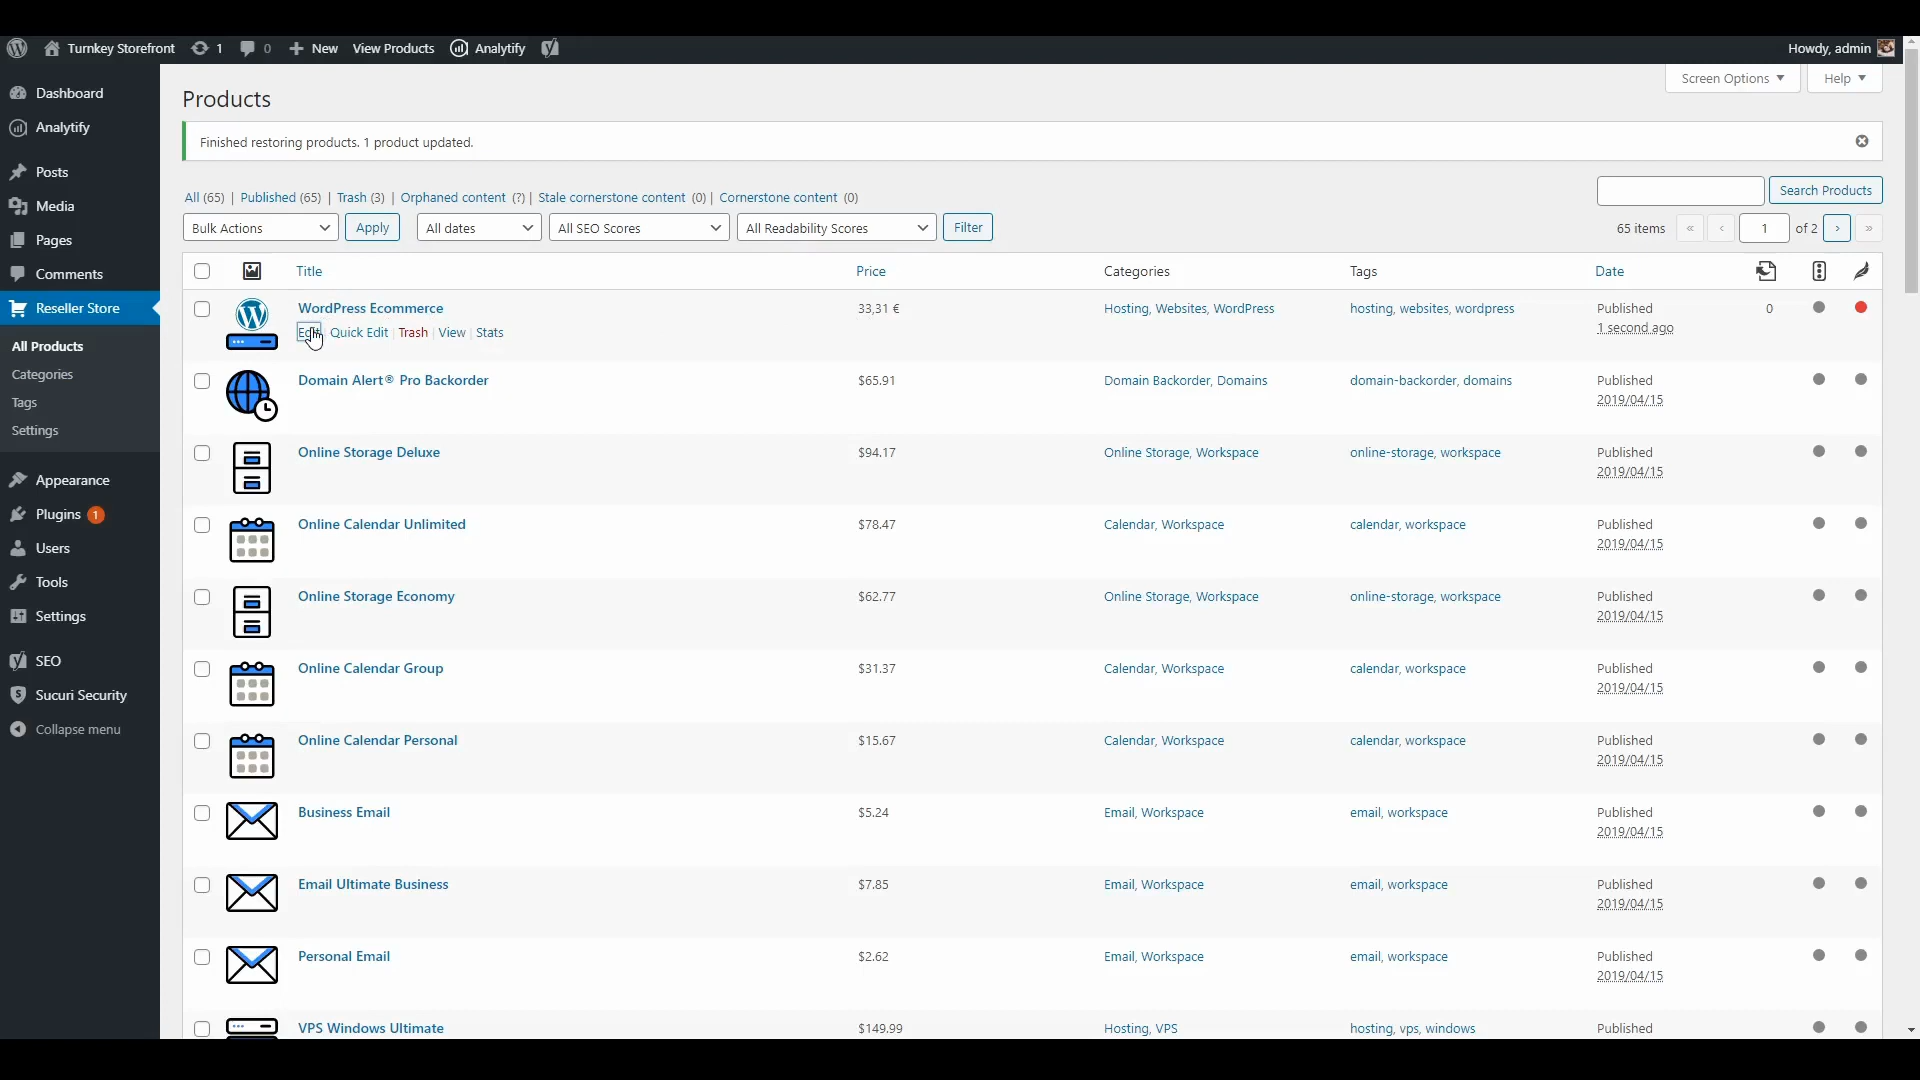 Turnkey Storefront 1 0 New View Products Analytify Howdy, admin
Screen Options Help
Dashboard
Analytify
Posts
Media
Pages
Comments
Reseller Store
All Products
Categories
Tags
Settings
Appearance
Plugins 1
Users
Tools
Settings
SEO
Sucuri Security
Collapse menu
Products
Finished restoring products. 1 product updated.
All (65) | Published (65) | Trash (3) | Orphaned content (?) | Stale cornerstone content (0) | Cornerstone content (0)
Search Products
Bulk Actions Apply All dates All SEO Scores All Readability Scores Filter 65 items « ‹ 1 of 2 › »
Title Price Categories Tags Date
WordPress Ecommerce 33,31 € Hosting, Websites, WordPress hosting, websites, wordpress Published 0
Edit | Quick Edit | Trash | View | Stats 1 second ago
Domain Alert® Pro Backorder $65.91 Domain Backorder, Domains domain-backorder, domains Published
2019/04/15
Online Storage Deluxe $94.17 Online Storage, Workspace online-storage, workspace Published
2019/04/15
Online Calendar Unlimited $78.47 Calendar, Workspace calendar, workspace Published
2019/04/15
Online Storage Economy $62.77 Online Storage, Workspace online-storage, workspace Published
2019/04/15
Online Calendar Group $31.37 Calendar, Workspace calendar, workspace Published
2019/04/15
Online Calendar Personal $15.67 Calendar, Workspace calendar, workspace Published
2019/04/15
Business Email $5.24 Email, Workspace email, workspace Published
2019/04/15
Email Ultimate Business $7.85 Email, Workspace email, workspace Published
2019/04/15
Personal Email $2.62 Email, Workspace email, workspace Published
2019/04/15
VPS Windows Ultimate $149.99 Hosting, VPS hosting, vps, windows Published